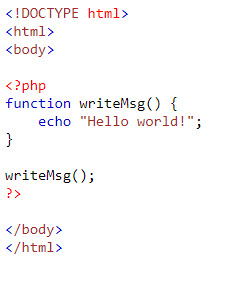 <!DOCTYPE html>
<html>
<body>

<?php
function writeMsg() {
    echo "Hello world!";
}

writeMsg();
?>

</body>
</html>